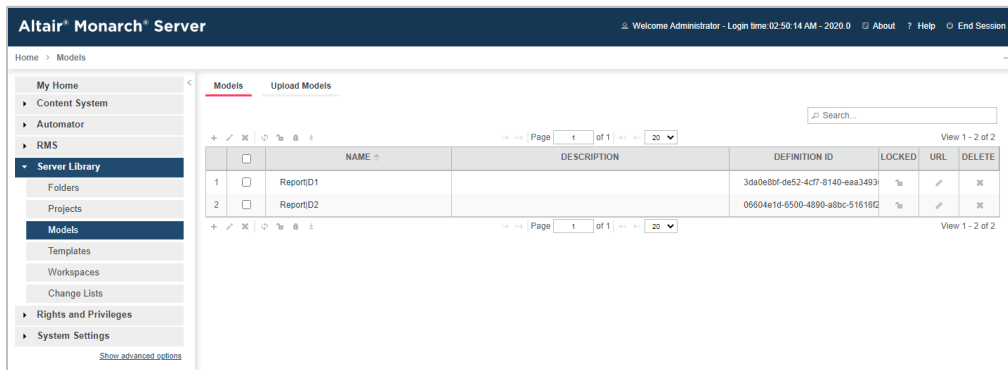 Altair® Monarch® Server
Welcome Administrator - Login time:02:50:14 AM - 2020.0 About ? Help End Session
Home > Models
My Home
Content System
Automator
RMS
Server Library
Folders
Projects
Models
Templates
Workspaces
Change Lists
Rights and Privileges
System Settings
Show advanced options
Models Upload Models
Search...
Page 1 of 1 20 View 1 - 2 of 2
NAME DESCRIPTION DEFINITION ID LOCKED URL DELETE
1 Report|D1 3da0e8bf-de52-4cf7-8140-eaa3493
2 Report|D2 06604e1d-6500-4890-a8bc-51616f2
Page 1 of 1 20 View 1 - 2 of 2